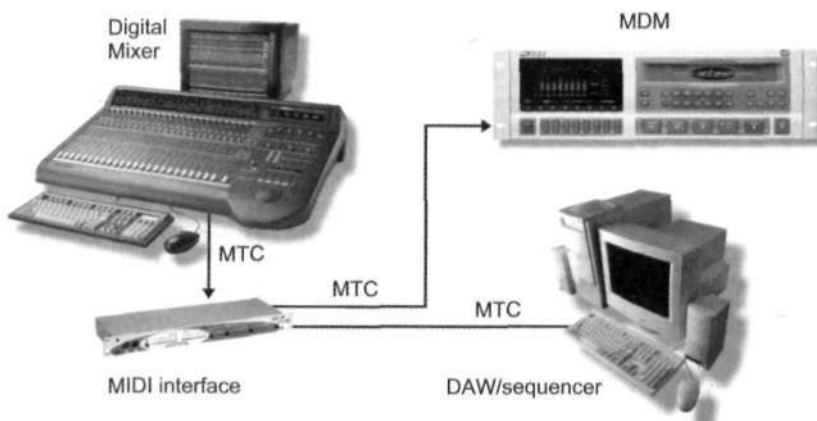 Digital
Mixer
MDM
MTC
MTC
MTC
MIDI interface
DAW/sequencer